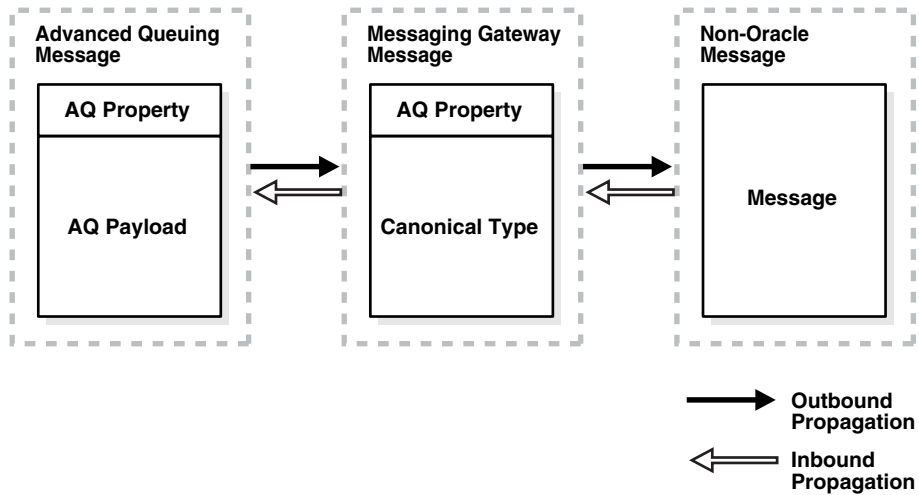 Advanced Queuing
Message
AQ Property
AQ Payload
Messaging Gateway
Message
AQ Property
Canonical Type
Non-Oracle
Message
Message
Outbound
Propagation
Inbound
Propagation